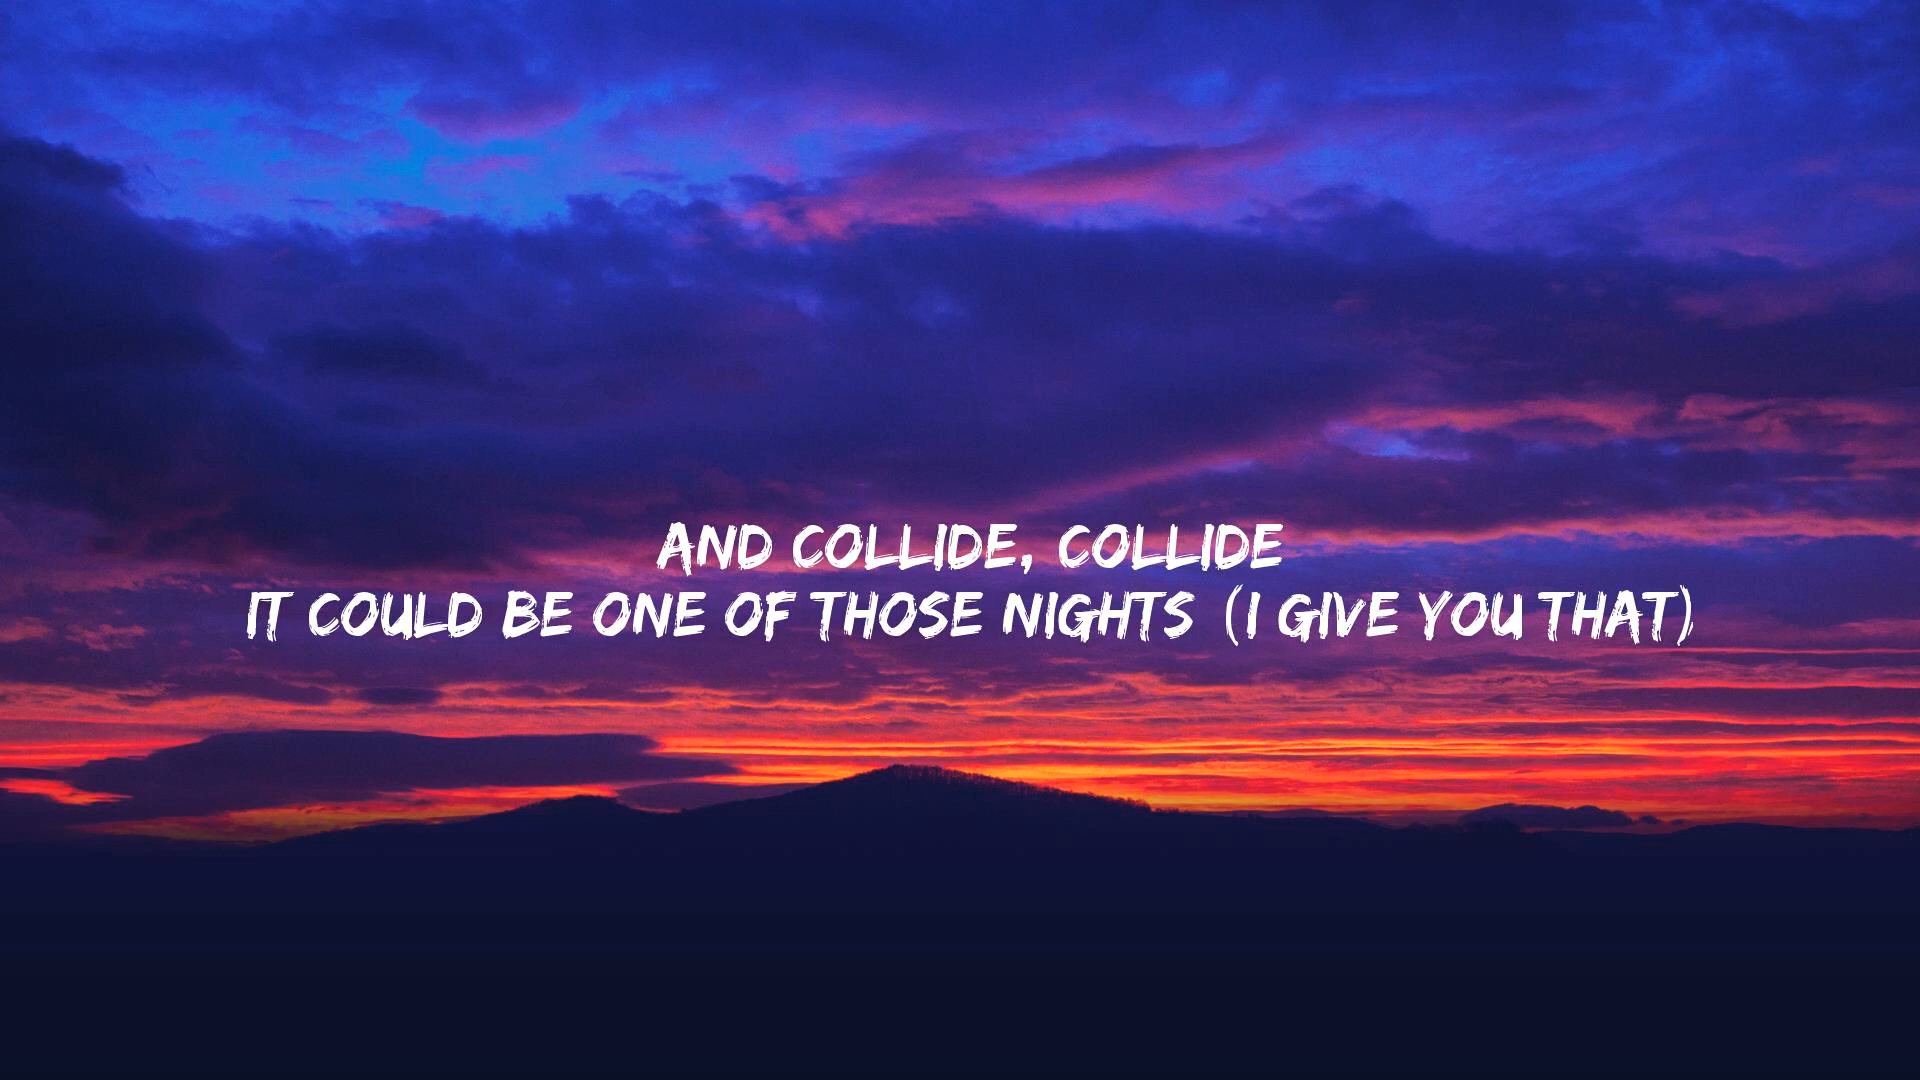 AND COLLIDE, COLLIDE
IT COULD BE ONE OF THOSE NIGHTS (I GIVE YOU THAT)